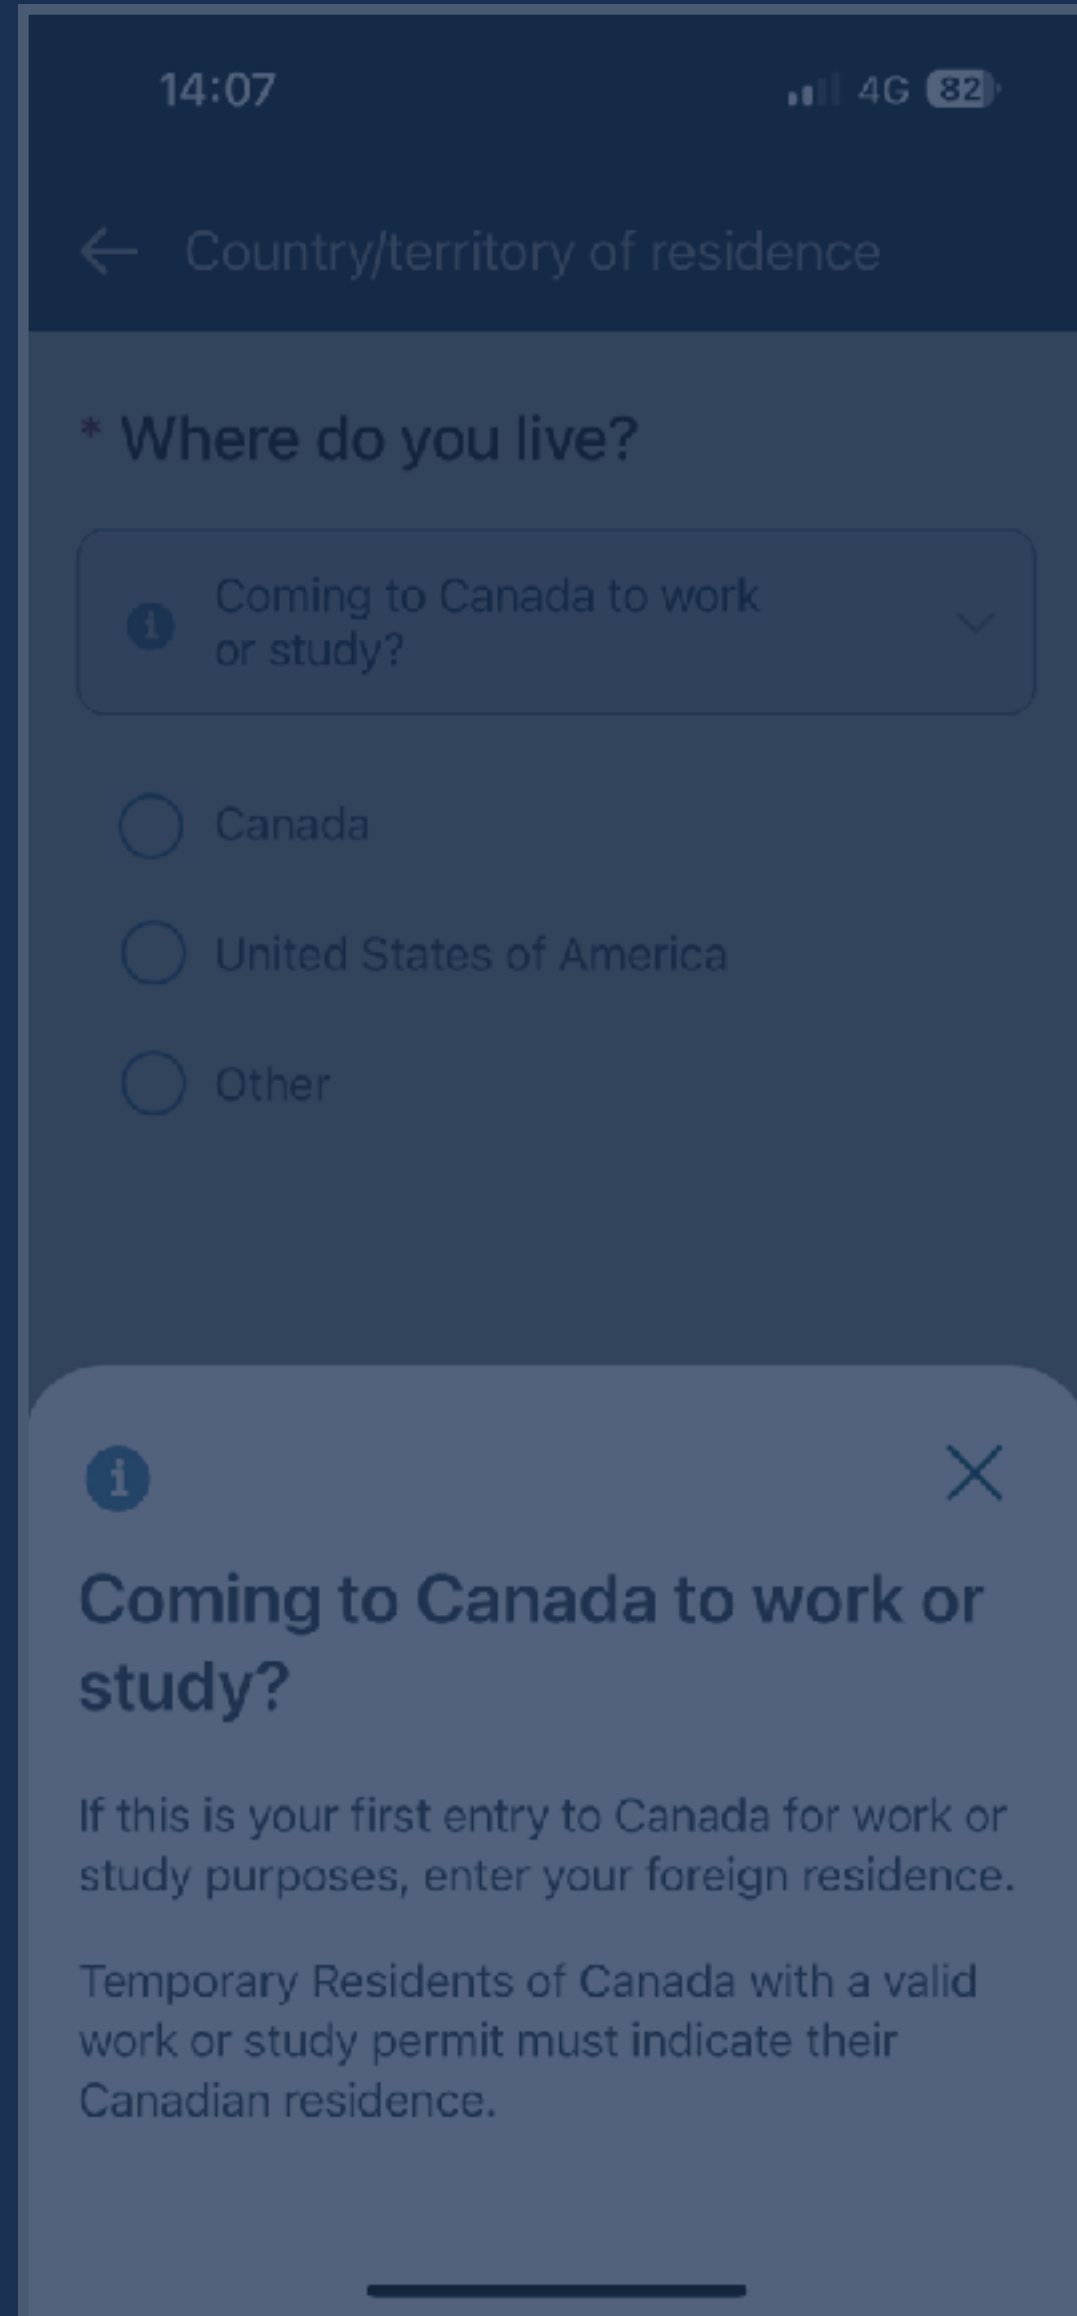 14:07 4G 82
Country/territory of residence
* Where do you live?
Coming to Canada to work
or study?
Canada
United States of America
Other
Coming to Canada to work or
study?
If this is your first entry to Canada for work or
study purposes, enter your foreign residence.
Temporary Residents of Canada with a valid
work or study permit must indicate their
Canadian residence.